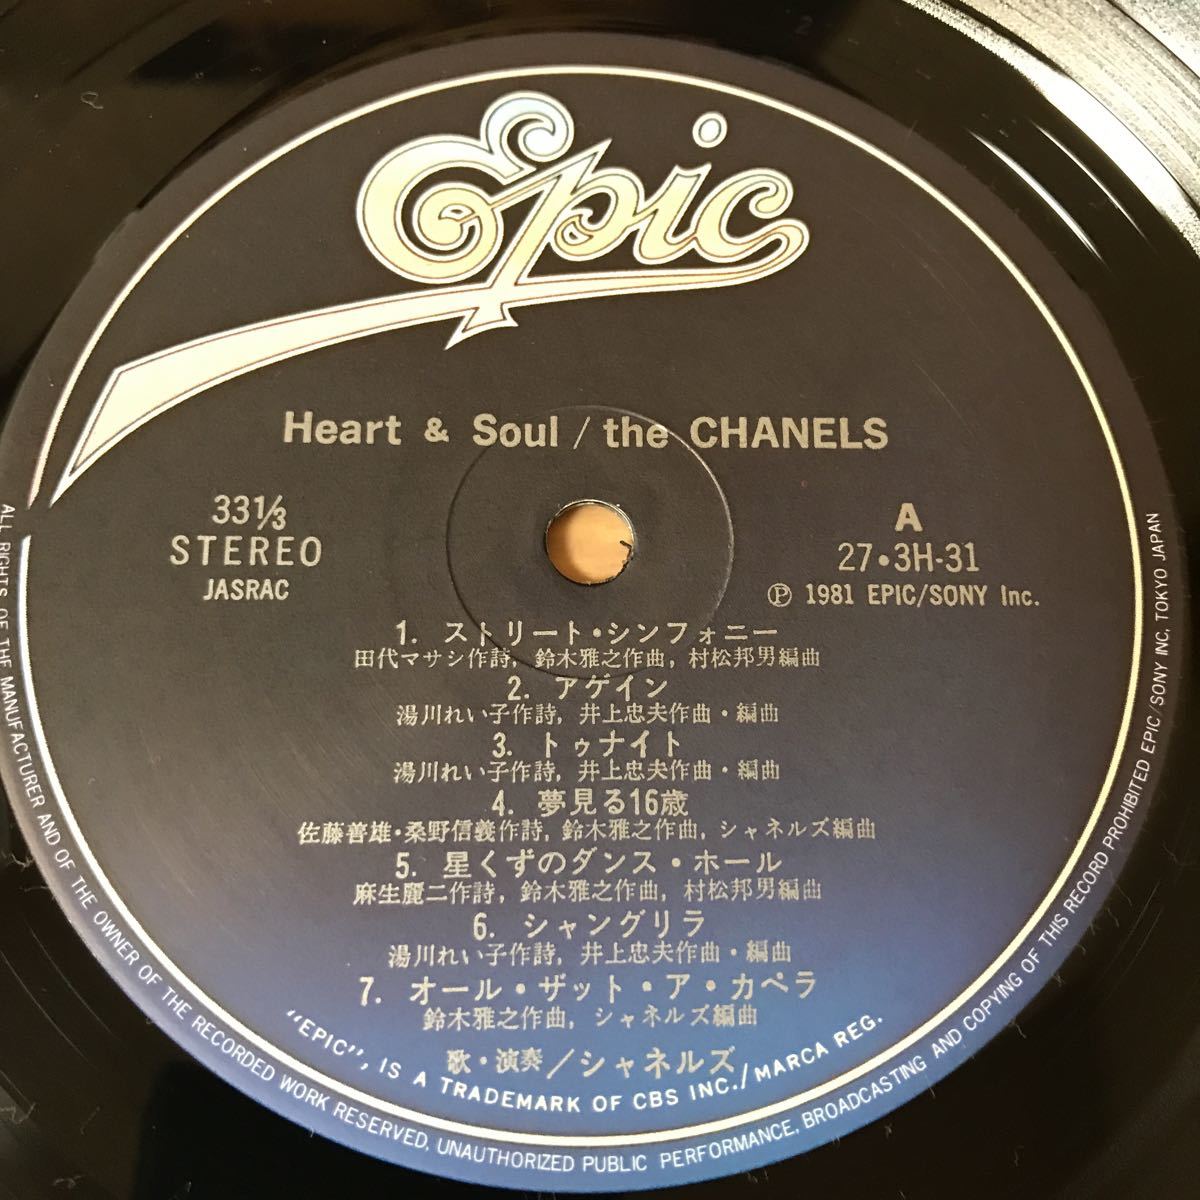 Epic
Heart & Soul / the CHANELS
33⅓
STEREO
JASRAC
A
27・3H-31
Ⓟ 1981 EPIC/SONY Inc.
1. ストリート・シンフォニー
田代マサシ作詩, 鈴木雅之作曲, 村松邦男編曲
2. アゲイン
湯川れい子作詩, 井上忠夫作曲・編曲
3. トゥナイト
湯川れい子作詩, 井上忠夫作曲・編曲
4. 夢見る16歳
佐藤善雄・桑野信義作詩, 鈴木雅之作曲, シャネルズ編曲
5. 星くずのダンス・ホール
麻生麗二作詩, 鈴木雅之作曲, 村松邦男編曲
6. シャングリラ
湯川れい子作詩, 井上忠夫作曲・編曲
7. オール・ザット・ア・カペラ
鈴木雅之作曲, シャネルズ編曲
歌・演奏/シャネルズ
"EPIC", IS A TRADEMARK OF CBS INC./MARCA REG.
ALL RIGHTS OF THE MANUFACTURER AND OF THE OWNER OF THE RECORDED WORK RESERVED, UNAUTHORIZED PUBLIC PERFORMANCE, BROADCASTING AND COPYING OF THIS RECORD PROHIBITED EPIC/SONY INC, TOKYO JAPAN